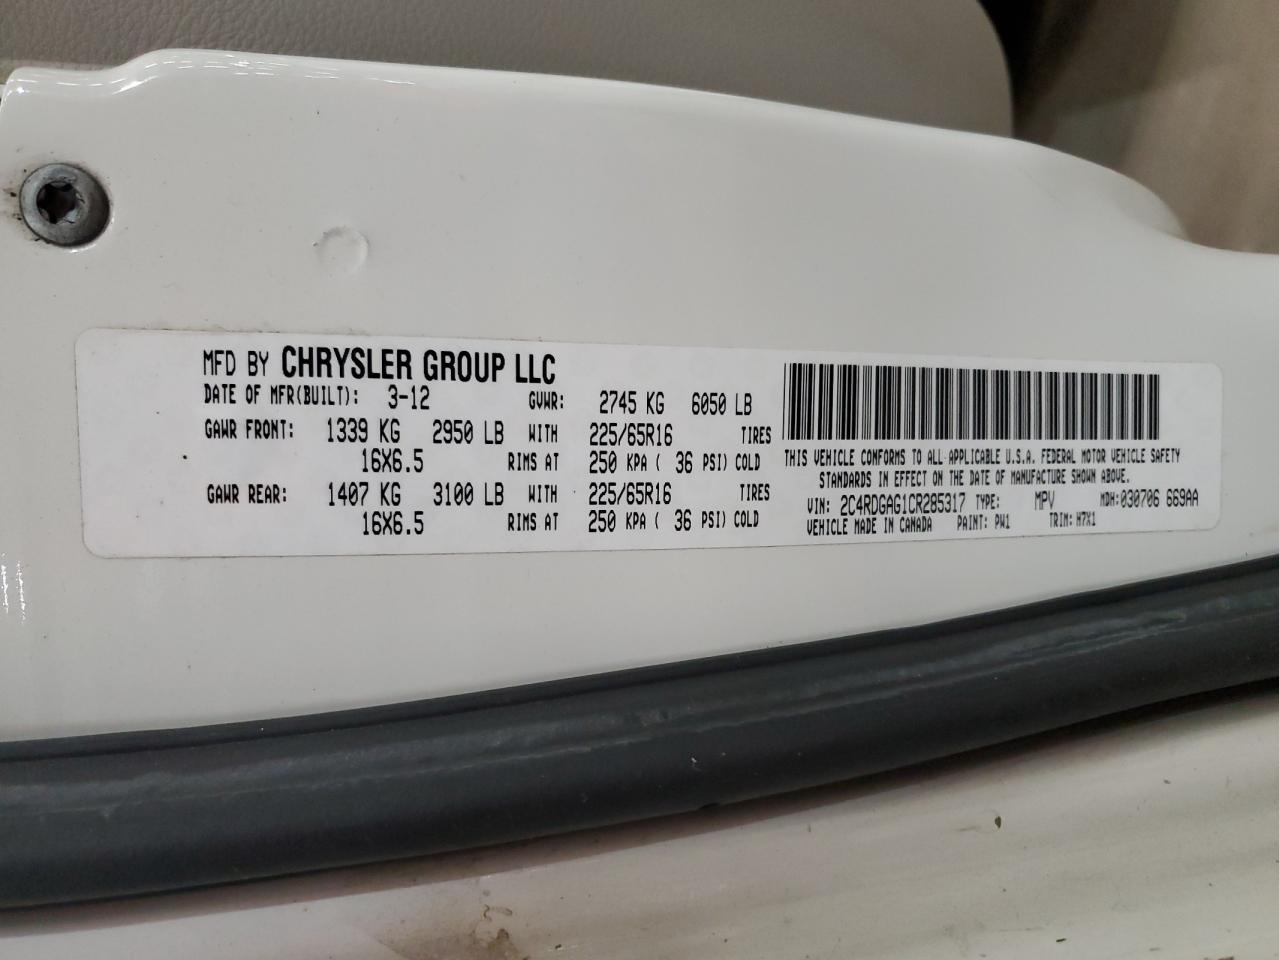 MFD BY CHRYSLER GROUP LLC
DATE OF MFR(BUILT): 3-12 GVWR: 2745 KG 6050 LB
GAWR FRONT: 1339 KG 2950 LB WITH 225/65R16 TIRES
16X6.5 RIMS AT 250 KPA ( 36 PSI) COLD
GAWR REAR: 1407 KG 3100 LB WITH 225/65R16 TIRES
16X6.5 RIMS AT 250 KPA ( 36 PSI) COLD
THIS VEHICLE CONFORMS TO ALL APPLICABLE U.S.A. FEDERAL MOTOR VEHICLE SAFETY
STANDARDS IN EFFECT ON THE DATE OF MANUFACTURE SHOWN ABOVE.
VIN: 2C4RDGAG1CR285317 TYPE: MPV MDH:030706 669AA
VEHICLE MADE IN CANADA PAINT: PW1 TRIM: H7X1